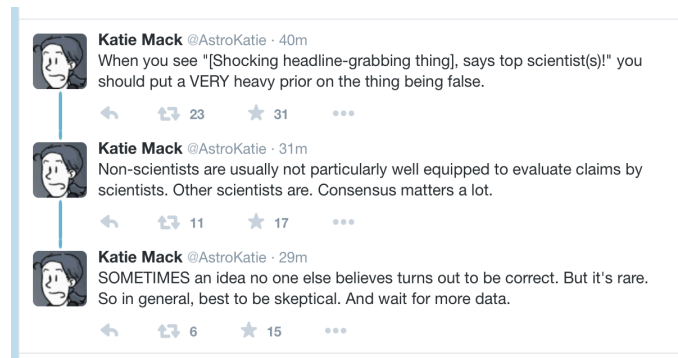 Katie Mack @AstroKatie · 40m
When you see "[Shocking headline-grabbing thing], says top scientist(s)!" you
should put a VERY heavy prior on the thing being false.
23 31
Katie Mack @AstroKatie · 31m
Non-scientists are usually not particularly well equipped to evaluate claims by
scientists. Other scientists are. Consensus matters a lot.
11 17
Katie Mack @AstroKatie · 29m
SOMETIMES an idea no one else believes turns out to be correct. But it's rare.
So in general, best to be skeptical. And wait for more data.
6 15